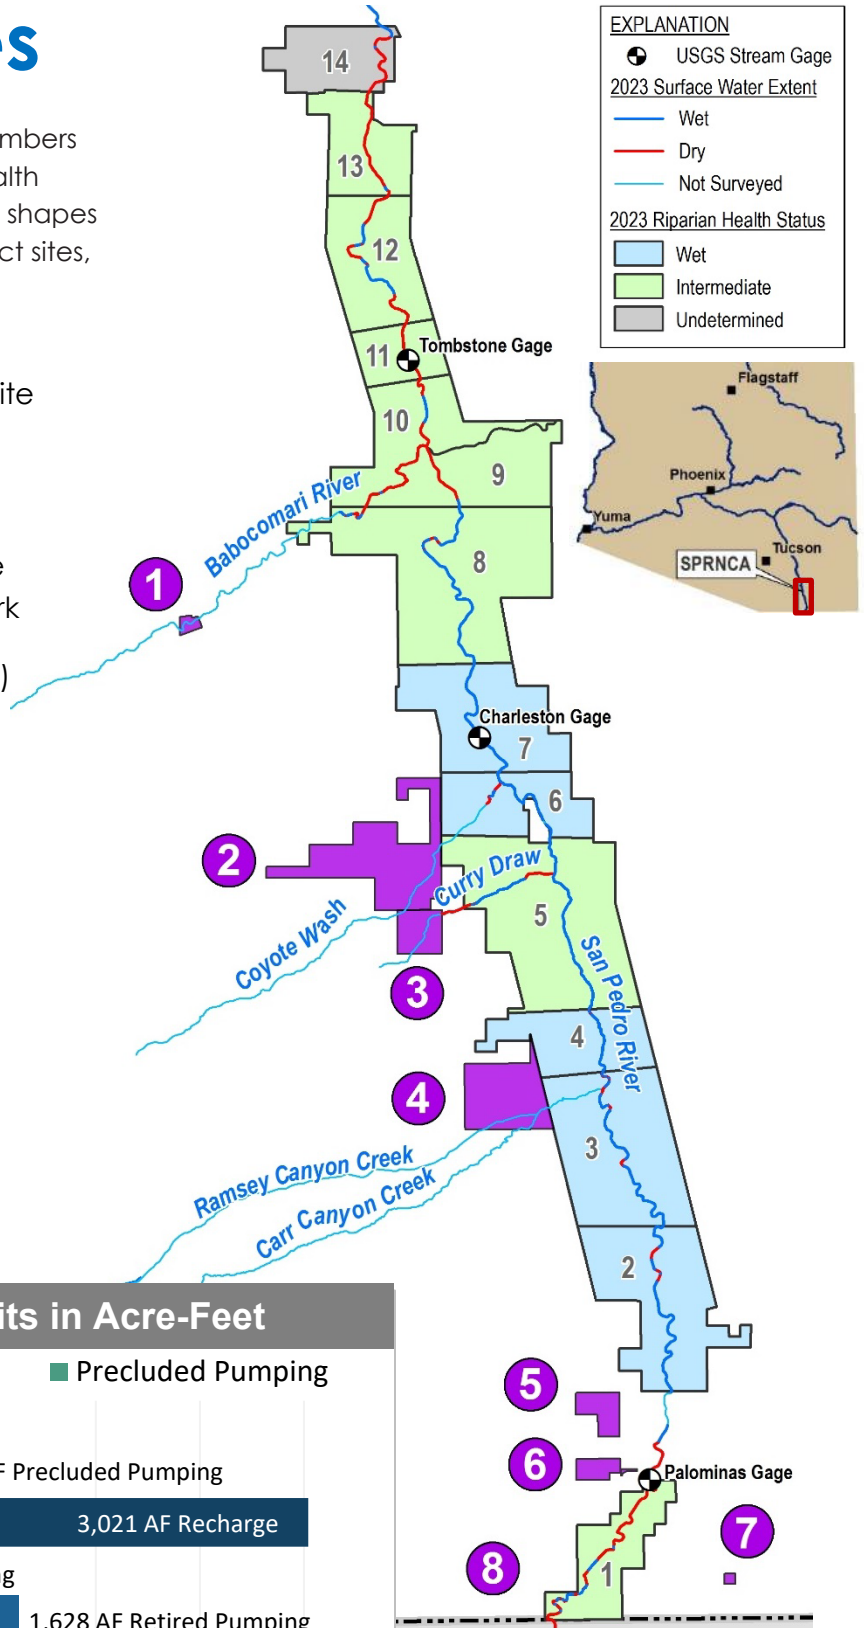 es
mbers
alth
shapes
ct sites,
ite
e
rk
)
EXPLANATION
USGS Stream Gage
2023 Surface Water Extent
Wet
Dry
Not Surveyed
2023 Riparian Health Status
Wet
Intermediate
Undetermined
14
13
12
11
Tombstone Gage
10
9
Babocomari River
8
1
Flagstaff
Phoenix
Yuma
Tucson
SPRNCA
Charleston Gage
7
6
2
Curry Draw
5
Coyote Wash
San Pedro River
3
4
4
3
Ramsey Canyon Creek
Carr Canyon Creek
2
5
6
Palominas Gage
7
8
1
its in Acre-Feet
Precluded Pumping
F Precluded Pumping
3,021 AF Recharge
ng
1,628 AF Retired Pumping